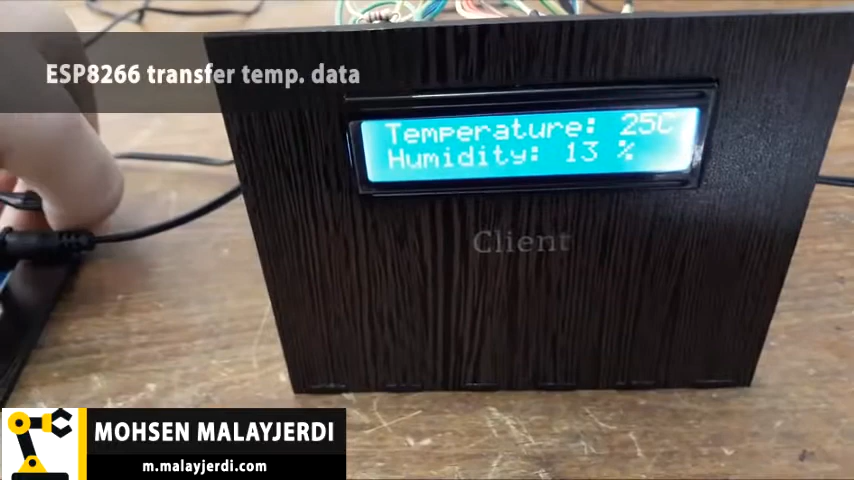 ESP8266 transfer temp. data
Temperature: 25C
Humidity: 13 %
Client
MOHSEN MALAYJERDI
m.malayjerdi.com